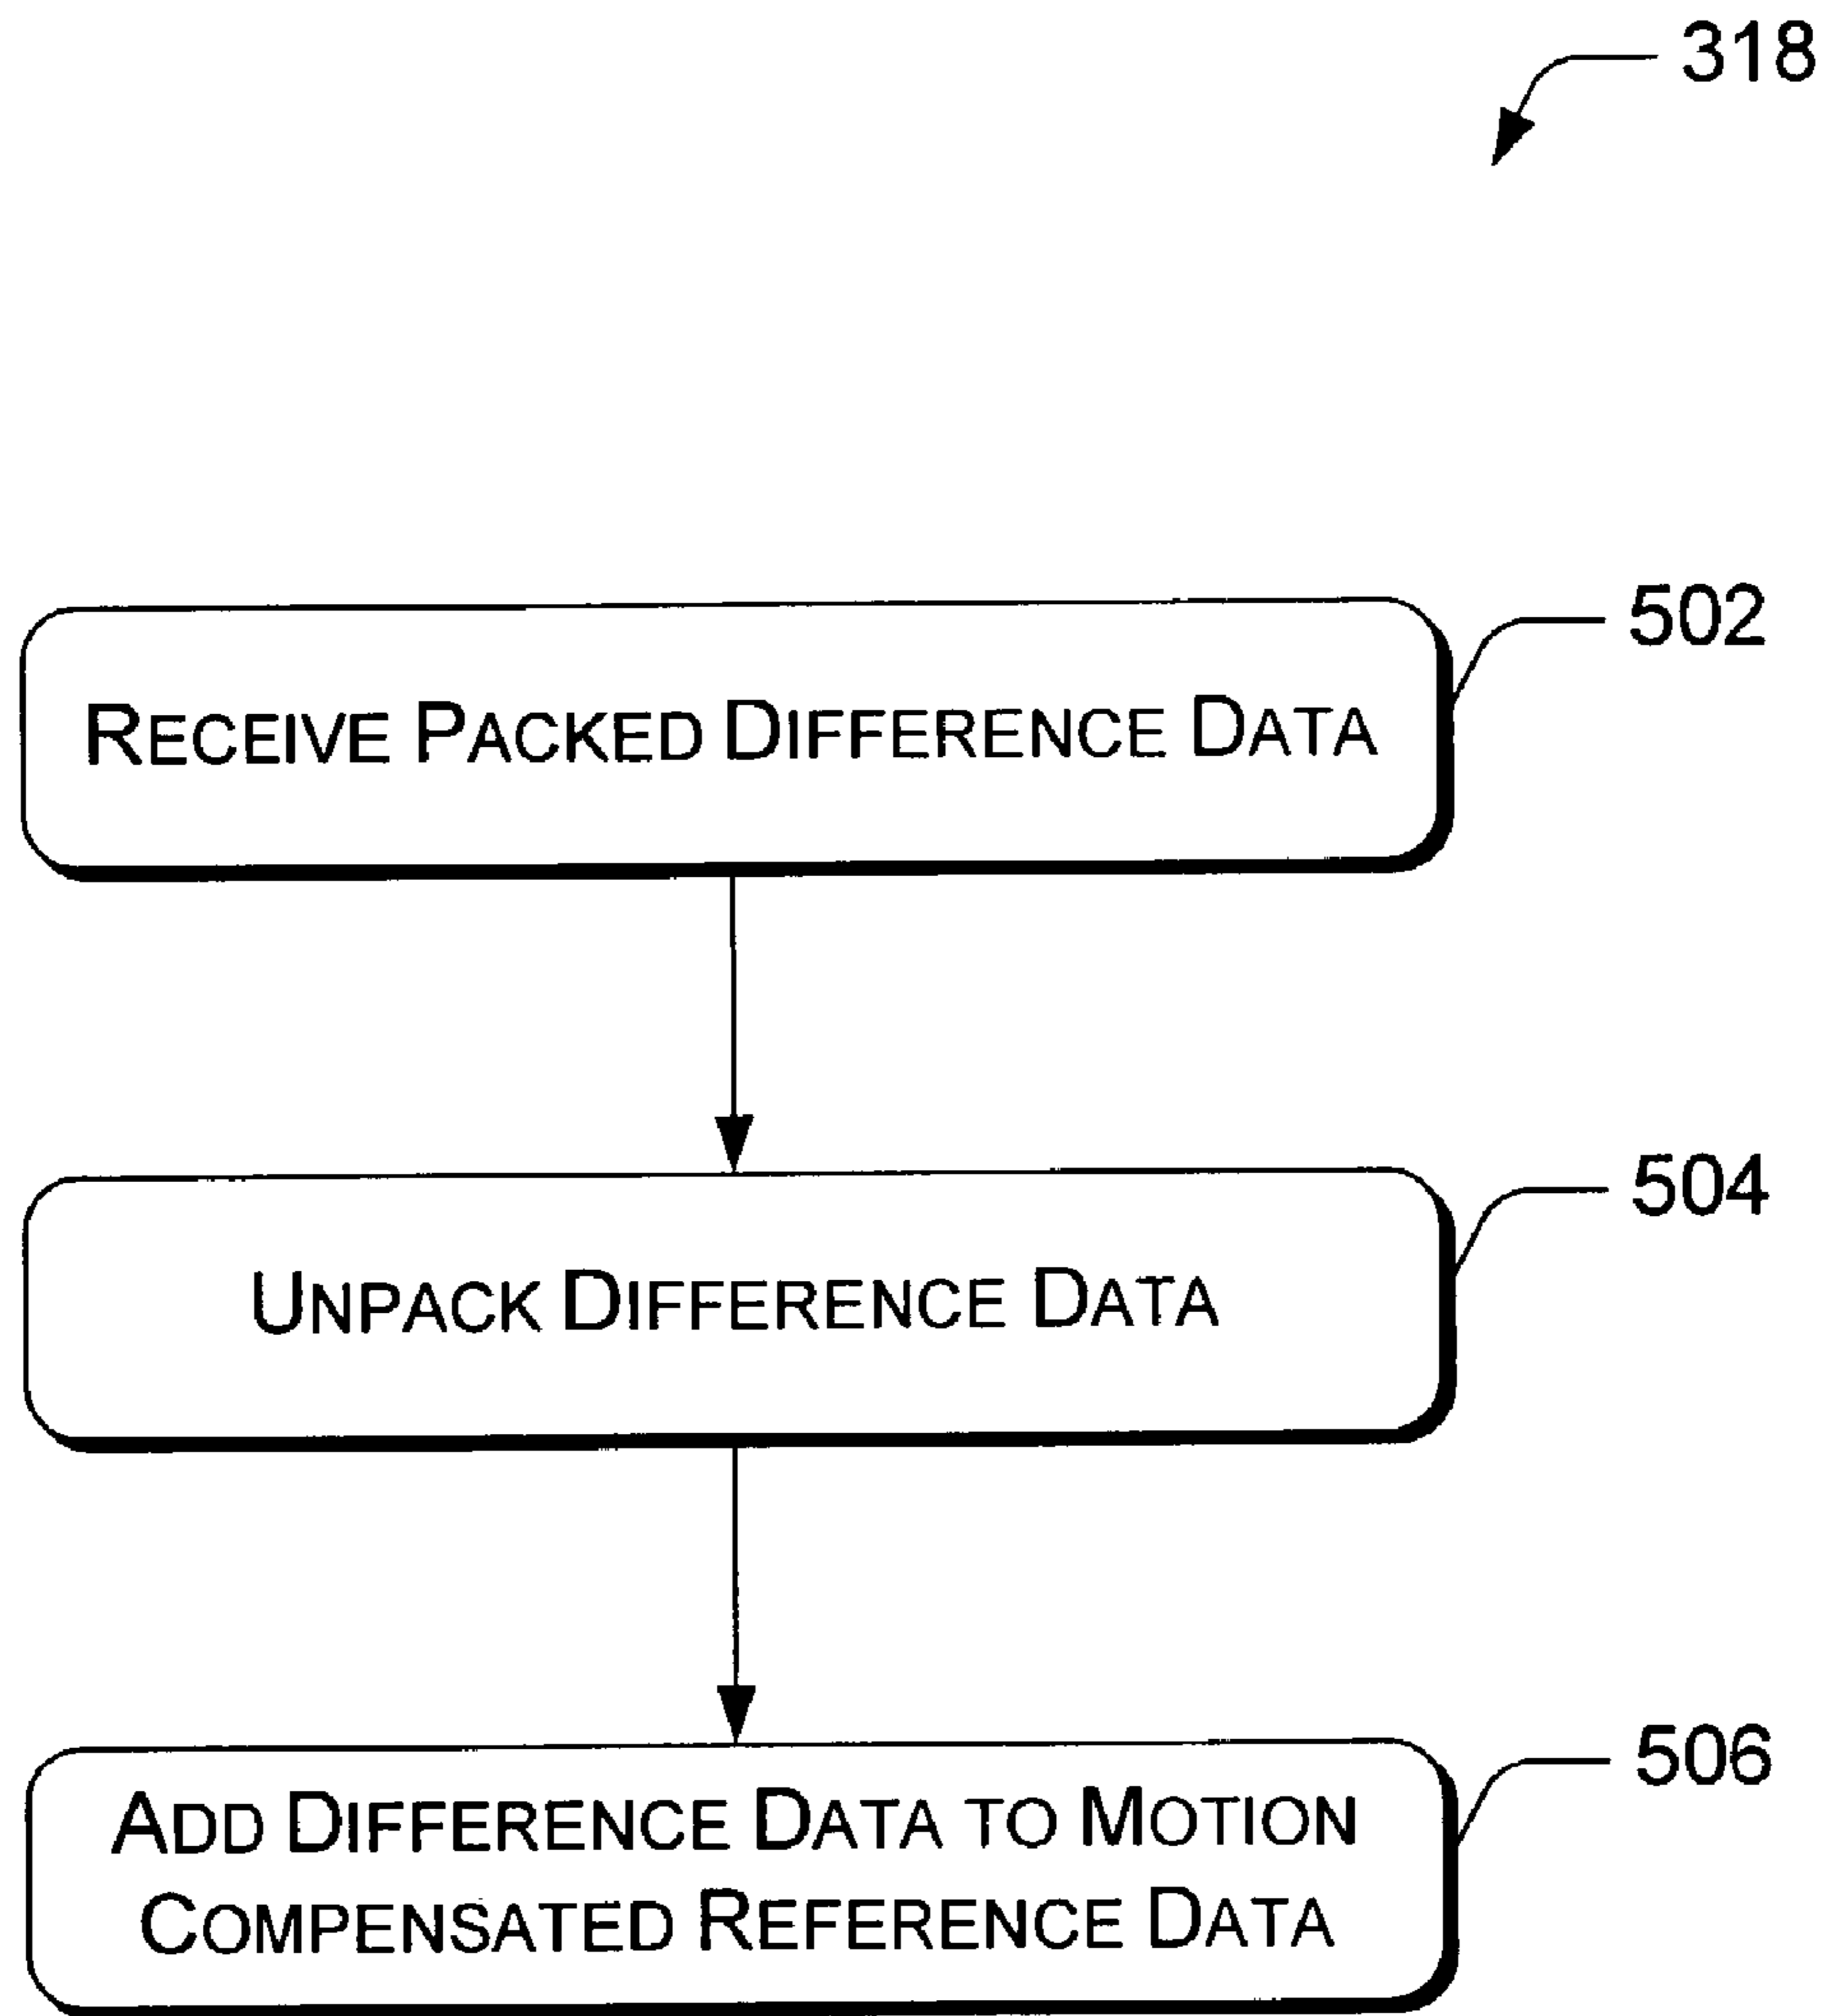 318
502
RECEIVE PACKED DIFFERENCE DATA
504
UNPACK DIFFERENCE DATA
506
ADD DIFFERENCE DATA TO MOTION
COMPENSATED REFERENCE DATA